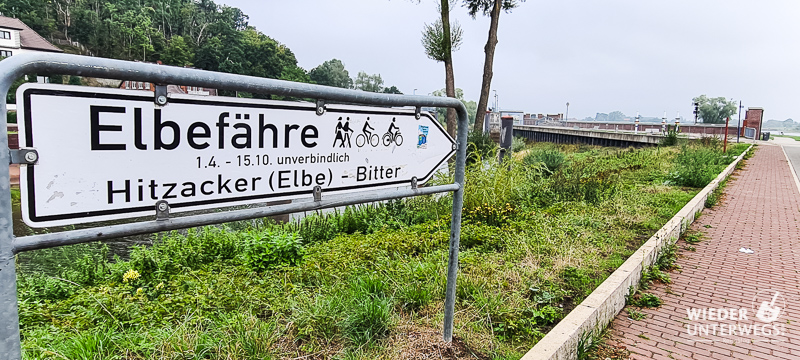 Elbefähre
1.4. - 15.10. unverbindlich
Hitzacker (Elbe) - Bitter
WIEDER
UNTERWEGS!